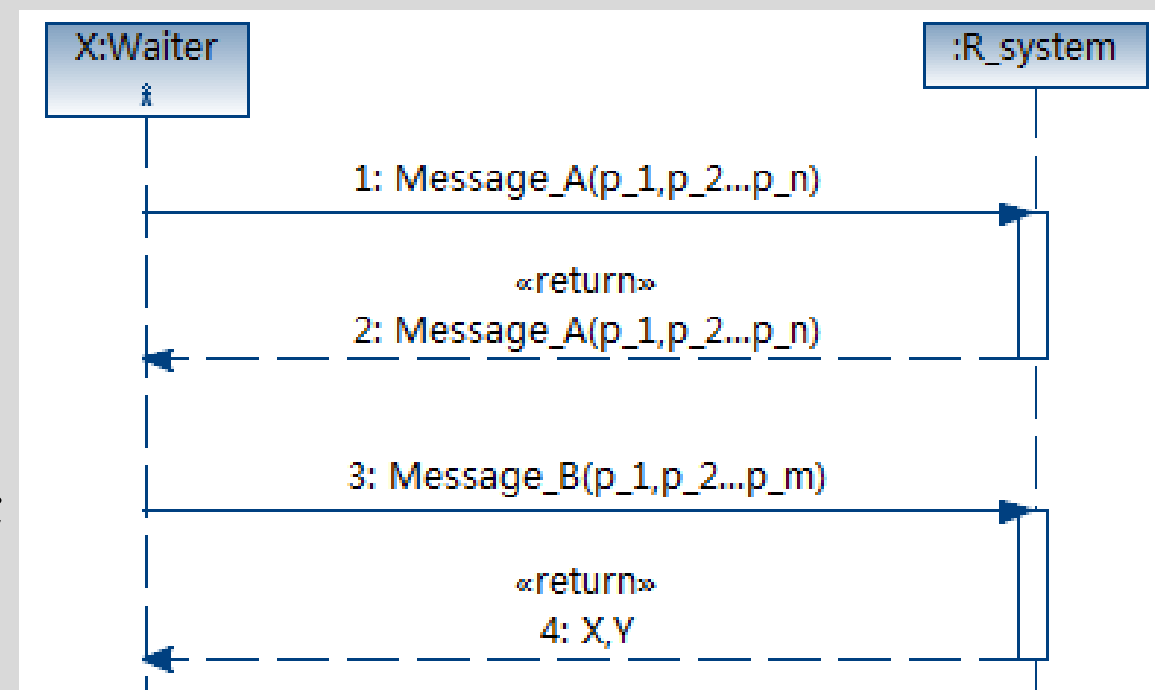 X:Waiter
:R_system
1: Message_A(p_1,p_2...p_n)
«return»
2: Message_A(p_1,p_2...p_n)
3: Message_B(p_1,p_2...p_m)
«return»
4: X,Y